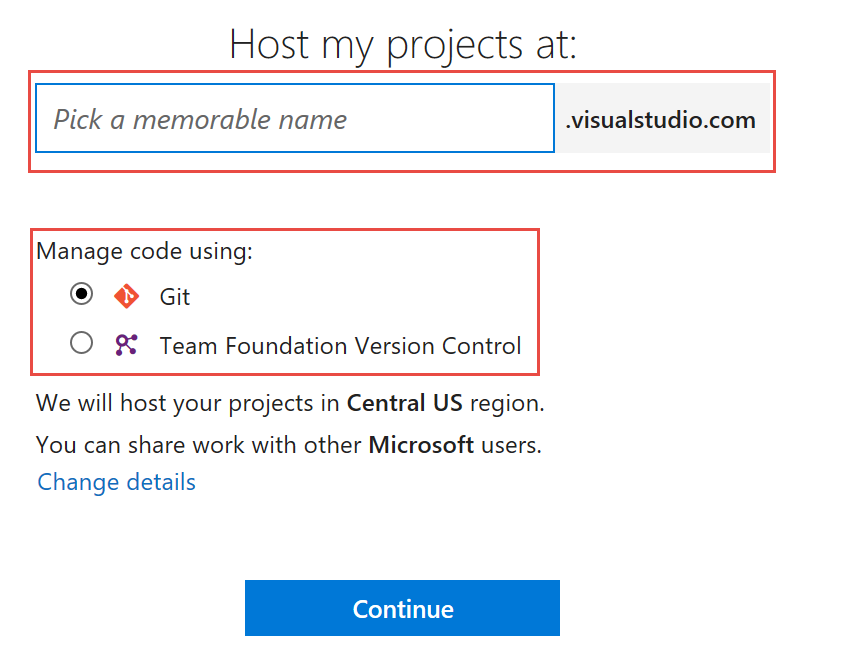 Host my projects at:
Pick a memorable name .visualstudio.com
Manage code using:
Git
Team Foundation Version Control
We will host your projects in Central US region.
You can share work with other Microsoft users.
Change details
Continue